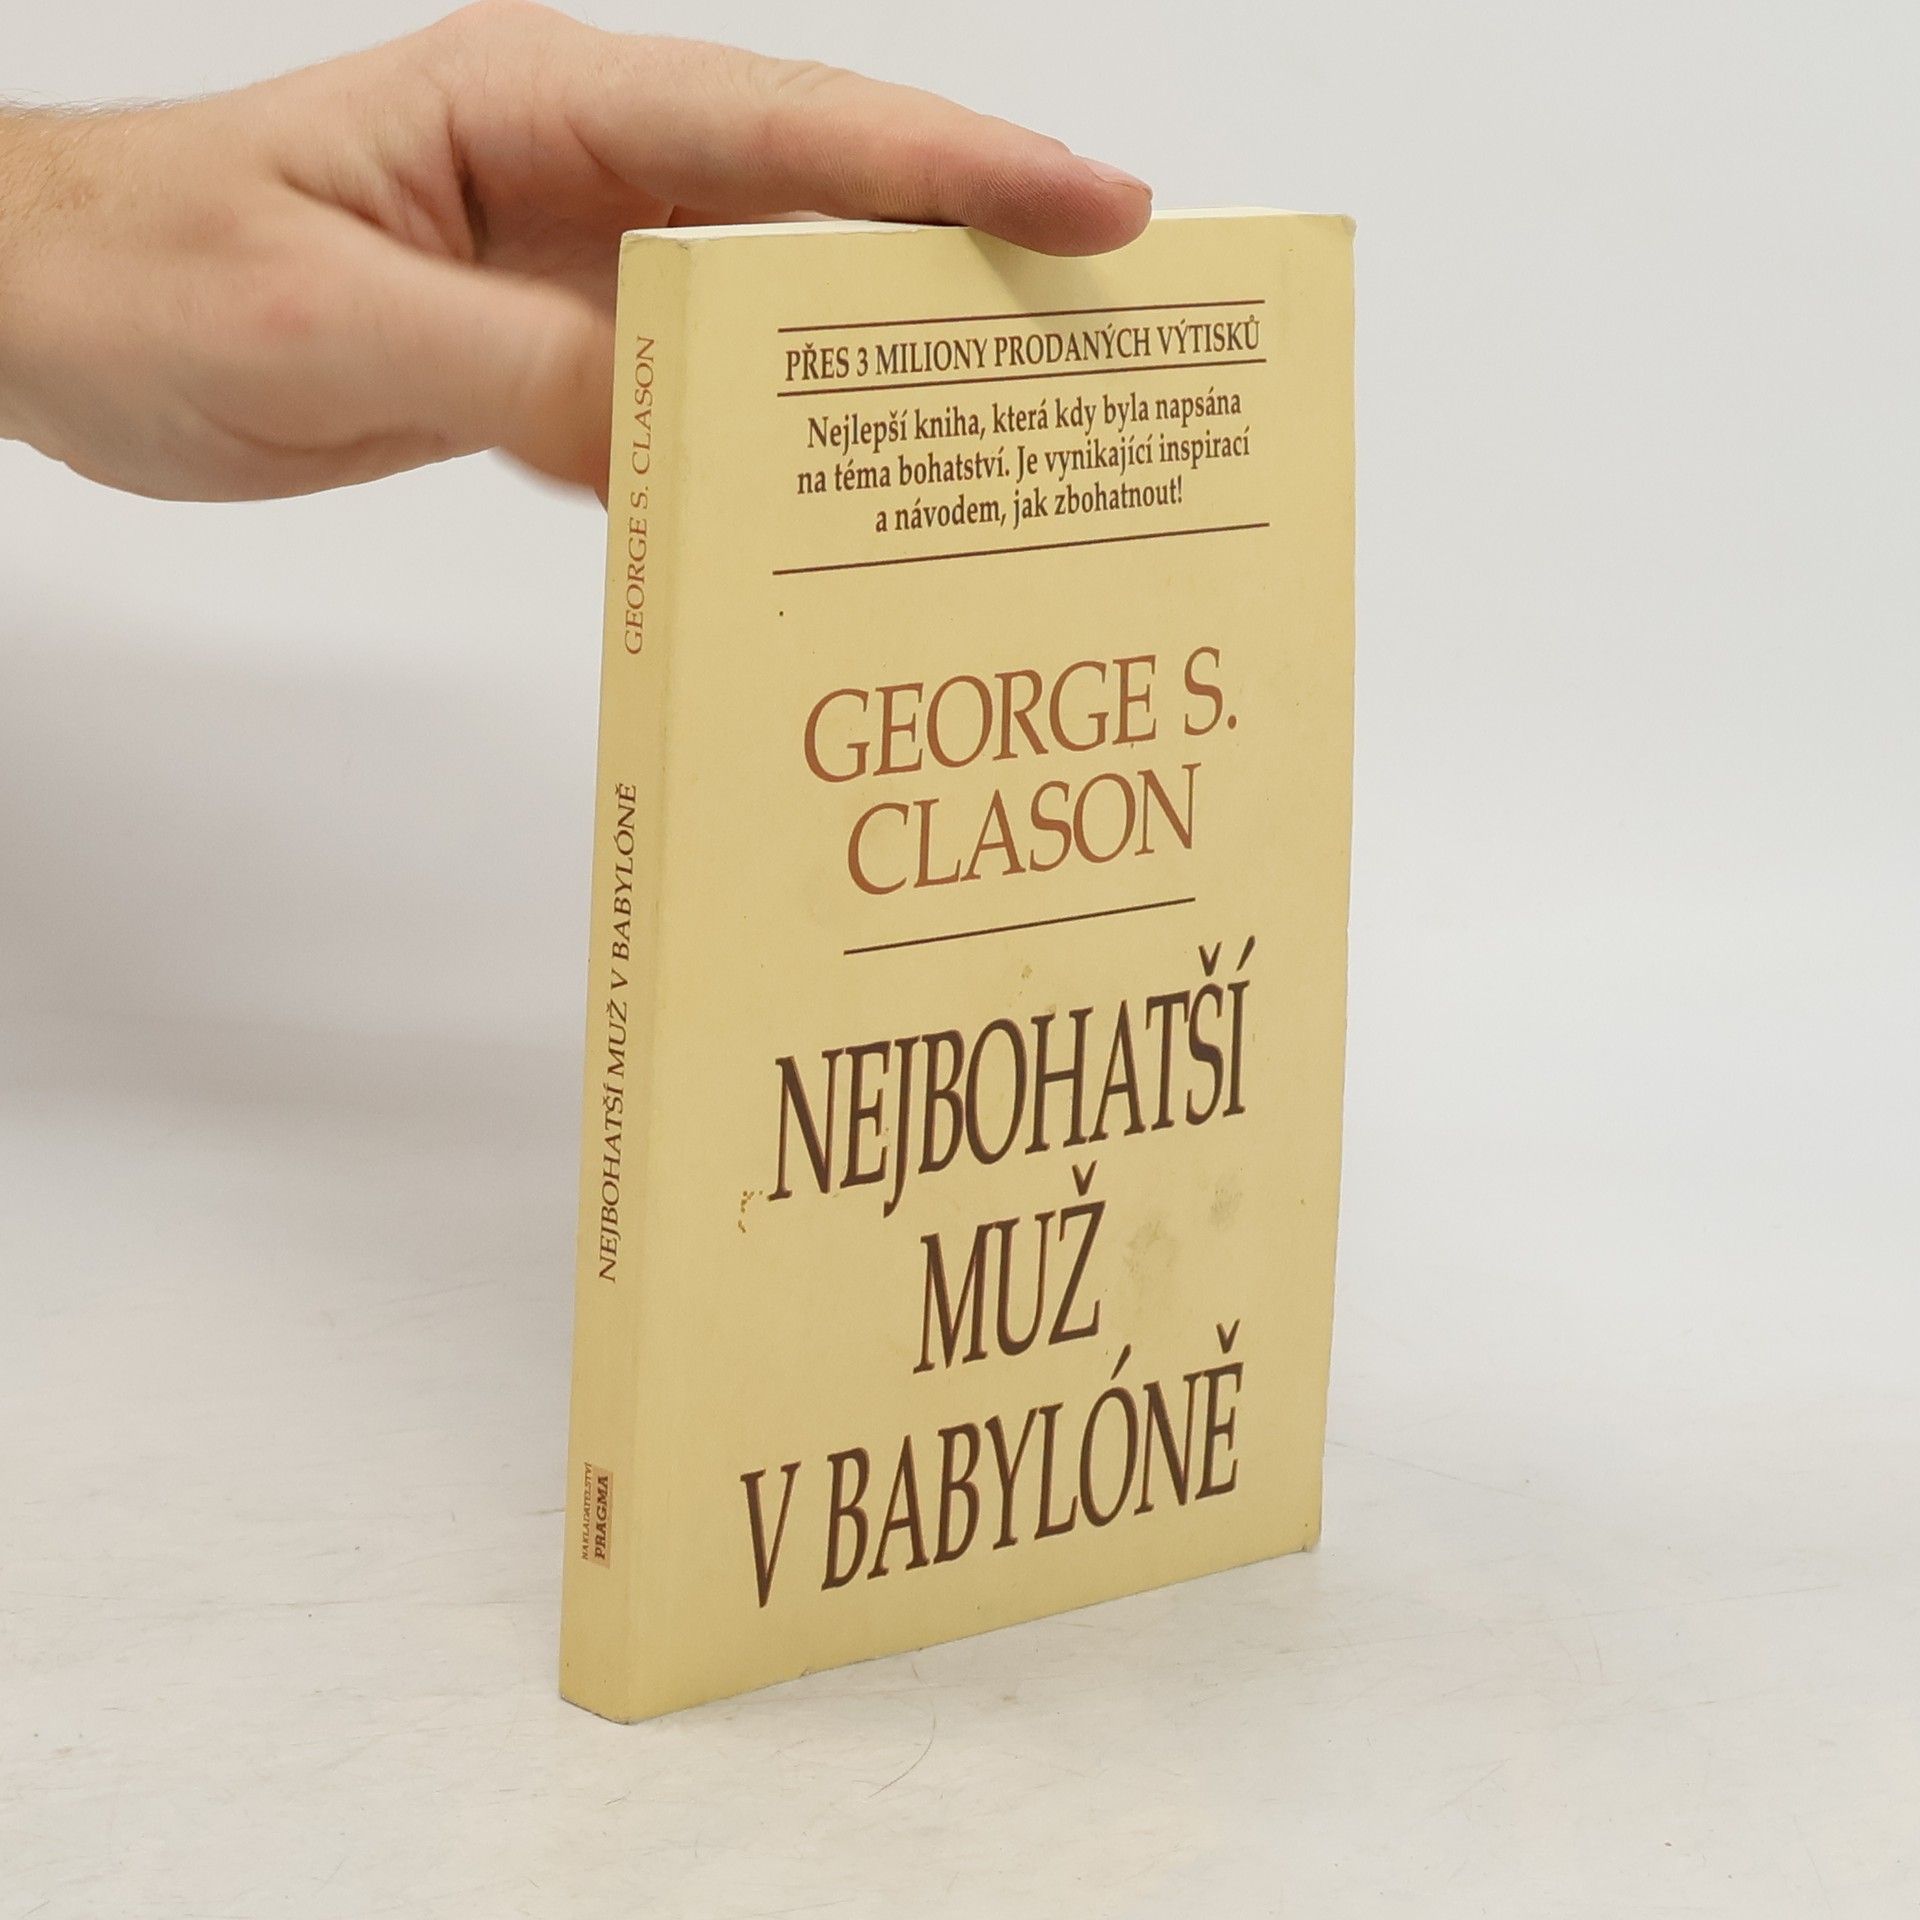 PŘES 3 MILIONY PRODANÝCH VÝTISKŮ
Nejlepší kniha, která kdy byla napsána
na téma bohatství. Je vynikající inspirací
a návodem, jak zbohatnout!
GEORGE S.
CLASON
NEJBOHATŠÍ
MUŽ
V BABYLÓNĚ
GEORGE S. CLASON
NEJBOHATŠÍ MUŽ V BABYLÓNĚ
NAKLADATELSTVÍ
PRAGMA